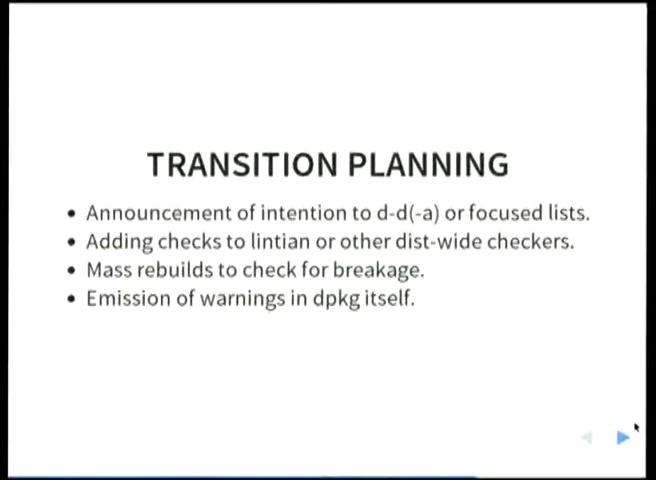 TRANSITION PLANNING
• Announcement of intention to d-d(-a) or focused lists.
• Adding checks to lintian or other dist-wide checkers.
• Mass rebuilds to check for breakage.
• Emission of warnings in dpkg itself.